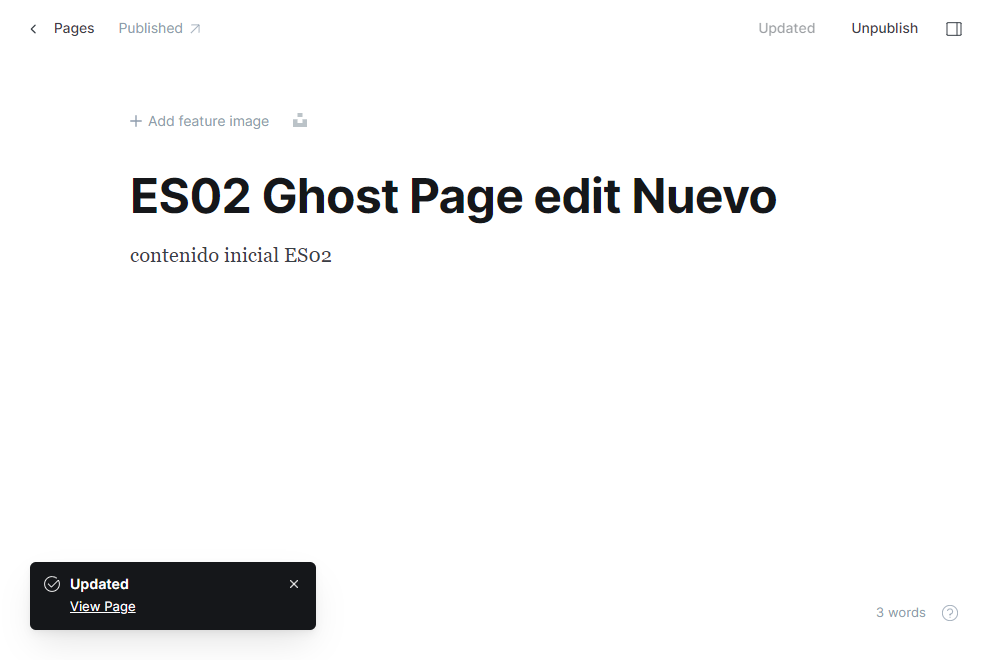 Pages Published Updated Unpublish
Add feature image
ES02 Ghost Page edit Nuevo
contenido inicial ES02
Updated
View Page
3 words